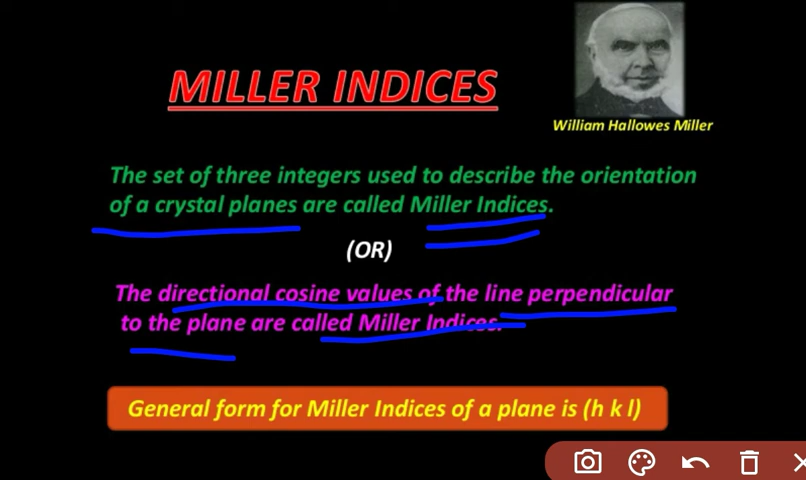 MILLER INDICES
William Hallowes Miller
The set of three integers used to describe the orientation
of a crystal planes are called Miller Indices.
(OR)
The directional cosine values of the line perpendicular
to the plane are called Miller Indices.
General form for Miller Indices of a plane is (h k l)